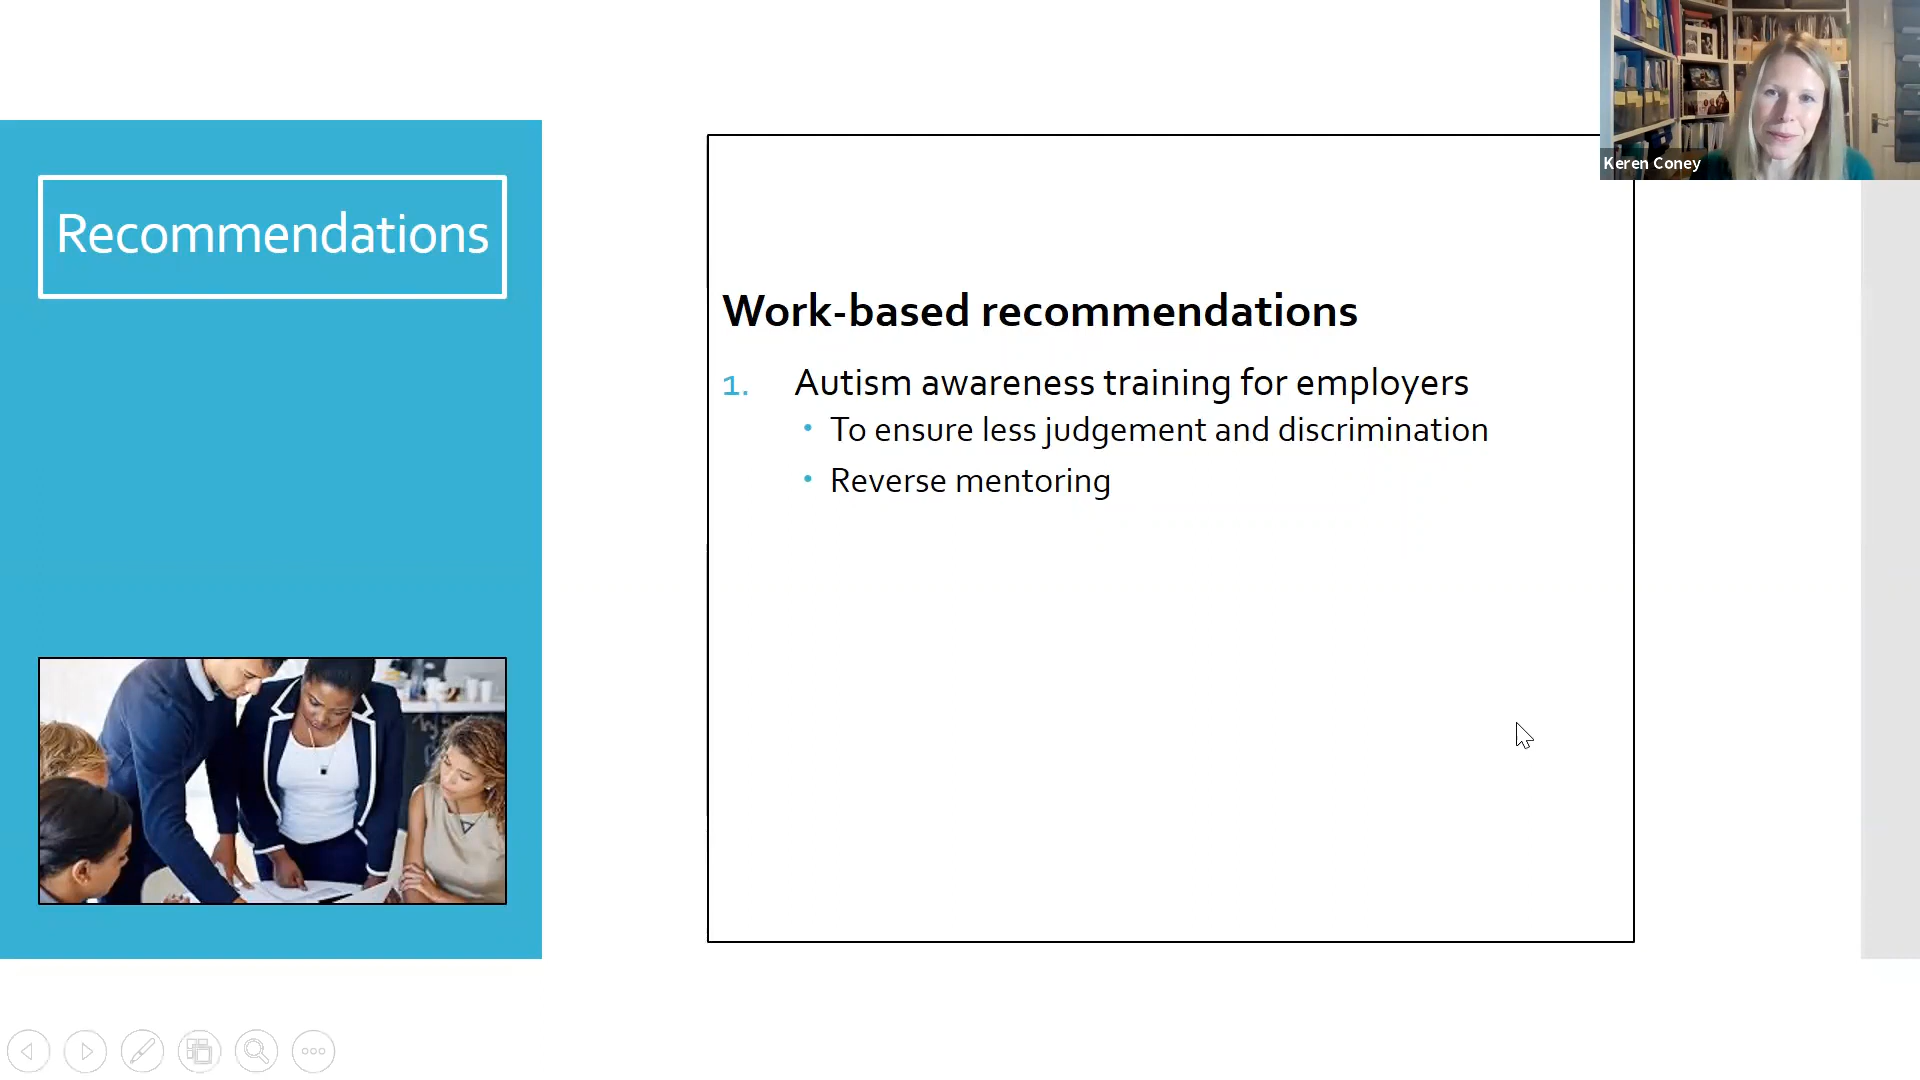 Keren Coney
Recommendations
Work-based recommendations
1. Autism awareness training for employers
• To ensure less judgement and discrimination
• Reverse mentoring